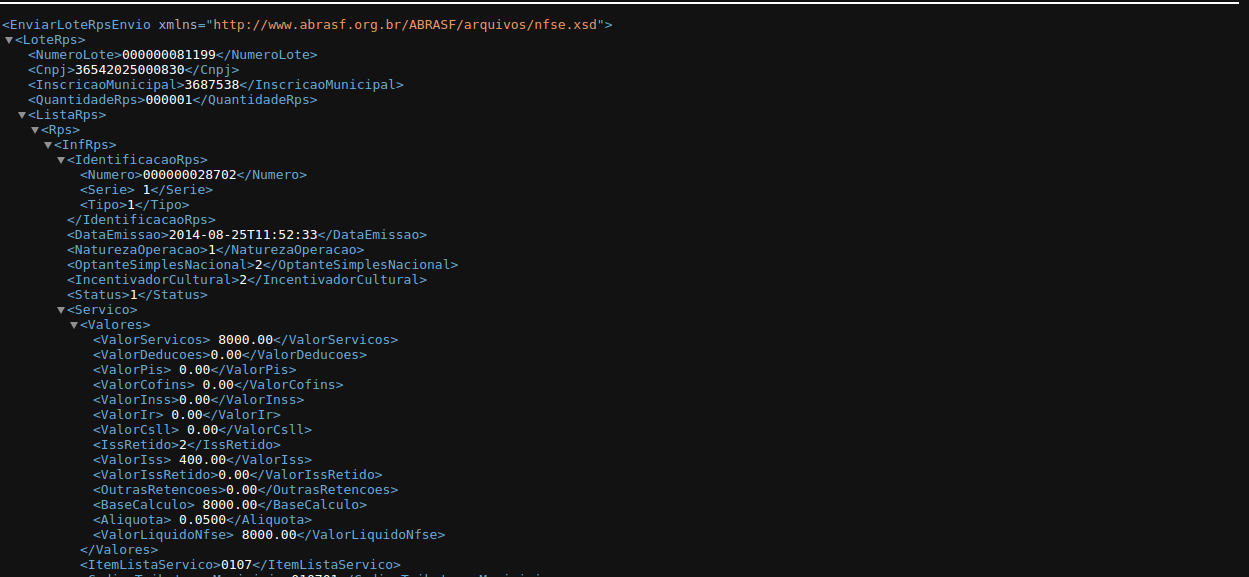 <EnviarLoteRpsEnvio xmlns="http://www.abrasf.org.br/ABRASF/arquivos/nfse.xsd">
<LoteRps>
<NumeroLote>000000081199</NumeroLote>
<Cnpj>36542025000830</Cnpj>
<InscricaoMunicipal>3687538</InscricaoMunicipal>
<QuantidadeRps>000001</QuantidadeRps>
<ListaRps>
<Rps>
<InfRps>
<IdentificacaoRps>
<Numero>000000028702</Numero>
<Serie> 1</Serie>
<Tipo>1</Tipo>
</IdentificacaoRps>
<DataEmissao>2014-08-25T11:52:33</DataEmissao>
<NaturezaOperacao>1</NaturezaOperacao>
<OptanteSimplesNacional>2</OptanteSimplesNacional>
<IncentivadorCultural>2</IncentivadorCultural>
<Status>1</Status>
<Servico>
<Valores>
<ValorServicos> 8000.00</ValorServicos>
<ValorDeducoes>0.00</ValorDeducoes>
<ValorPis> 0.00</ValorPis>
<ValorCofins> 0.00</ValorCofins>
<ValorInss>0.00</ValorInss>
<ValorIr> 0.00</ValorIr>
<ValorCsll> 0.00</ValorCsll>
<IssRetido>2</IssRetido>
<ValorIss> 400.00</ValorIss>
<ValorIssRetido>0.00</ValorIssRetido>
<OutrasRetencoes>0.00</OutrasRetencoes>
<BaseCalculo> 8000.00</BaseCalculo>
<Aliquota> 0.0500</Aliquota>
<ValorLiquidoNfse> 8000.00</ValorLiquidoNfse>
</Valores>
<ItemListaServico>0107</ItemListaServico>